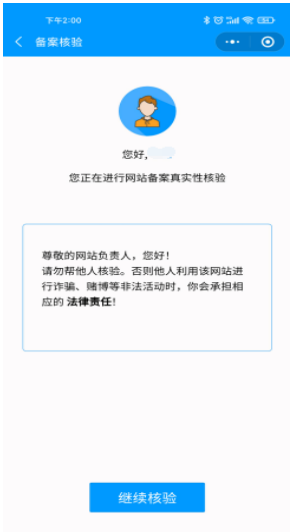 下午2:00
备案核验
您好,
您正在进行网站备案真实性核验
尊敬的网站负责人，您好！
请勿帮他人核验。否则他人利用该网站进
行诈骗、赌博等非法活动时，你会承担相
应的 法律责任！
继续核验